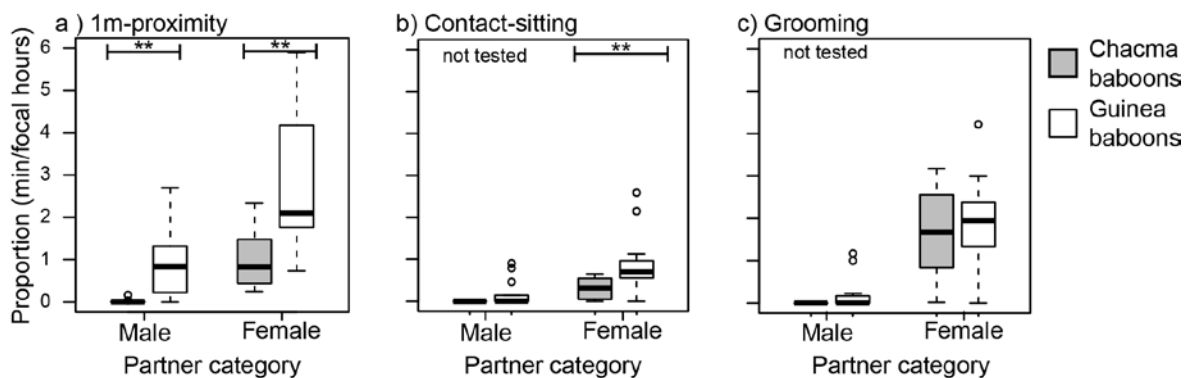 a ) 1m-proximity
b ) Contact-sitting
c ) Grooming
Proportion (min/focal hours)
6
5
4
3
2
1
0
**
**
not tested
**
not tested
Chacma
baboons
Guinea
baboons
Male
Female
Male
Female
Male
Female
Partner category
Partner category
Partner category